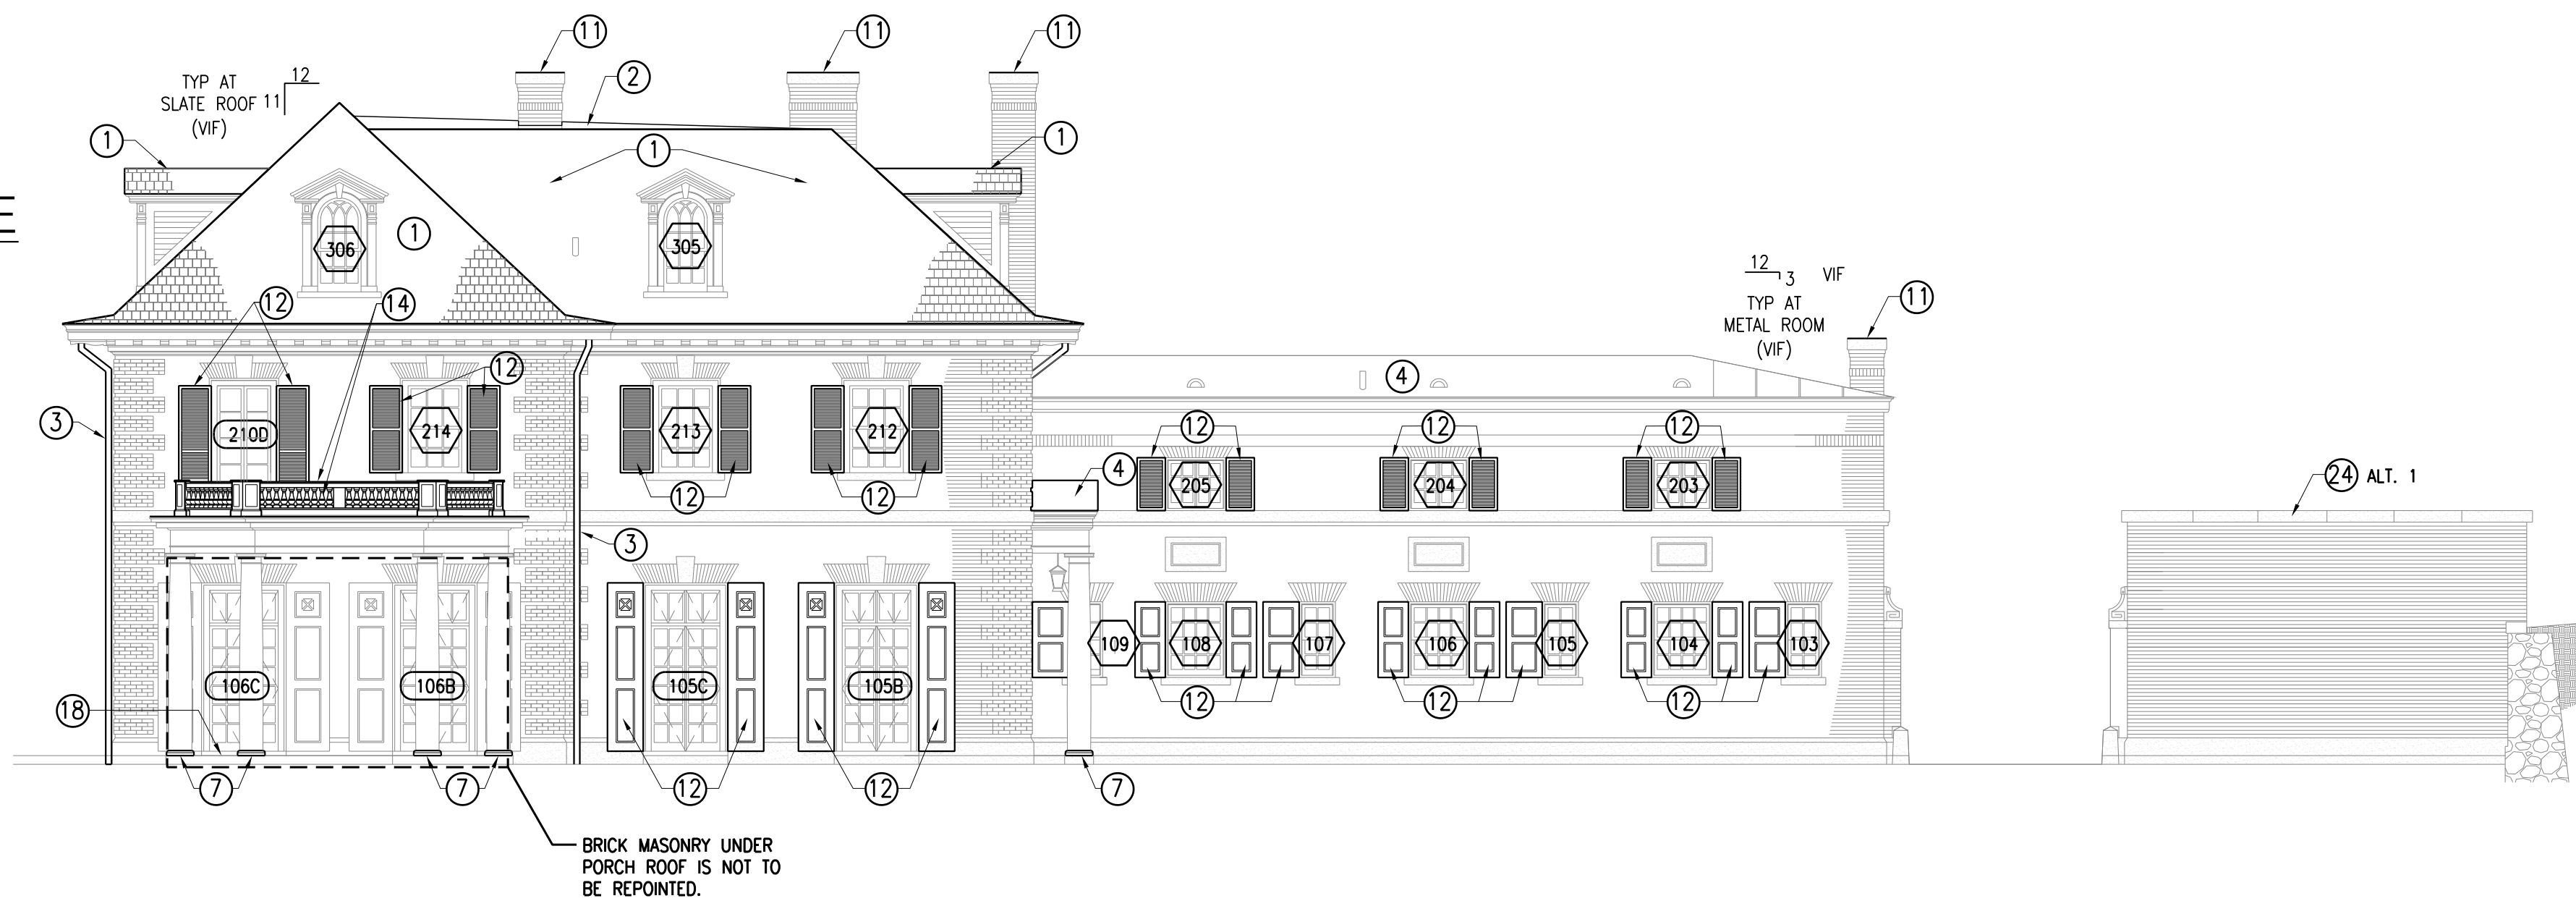 11
11
11
2
12
TYP AT
SLATE ROOF 11
(VIF)
1
1
1
306
1
305
12
3 VIF
TYP AT
METAL ROOM
(VIF)
11
12
14
12
4
3
210D
214
213
212
12
12
12
4
205
204
203
24 ALT. 1
12
12
3
109
108
107
106
105
104
103
106C
106B
105C
105B
18
12
12
12
7
7
12
12
7
BRICK MASONRY UNDER
PORCH ROOF IS NOT TO
BE REPOINTED.